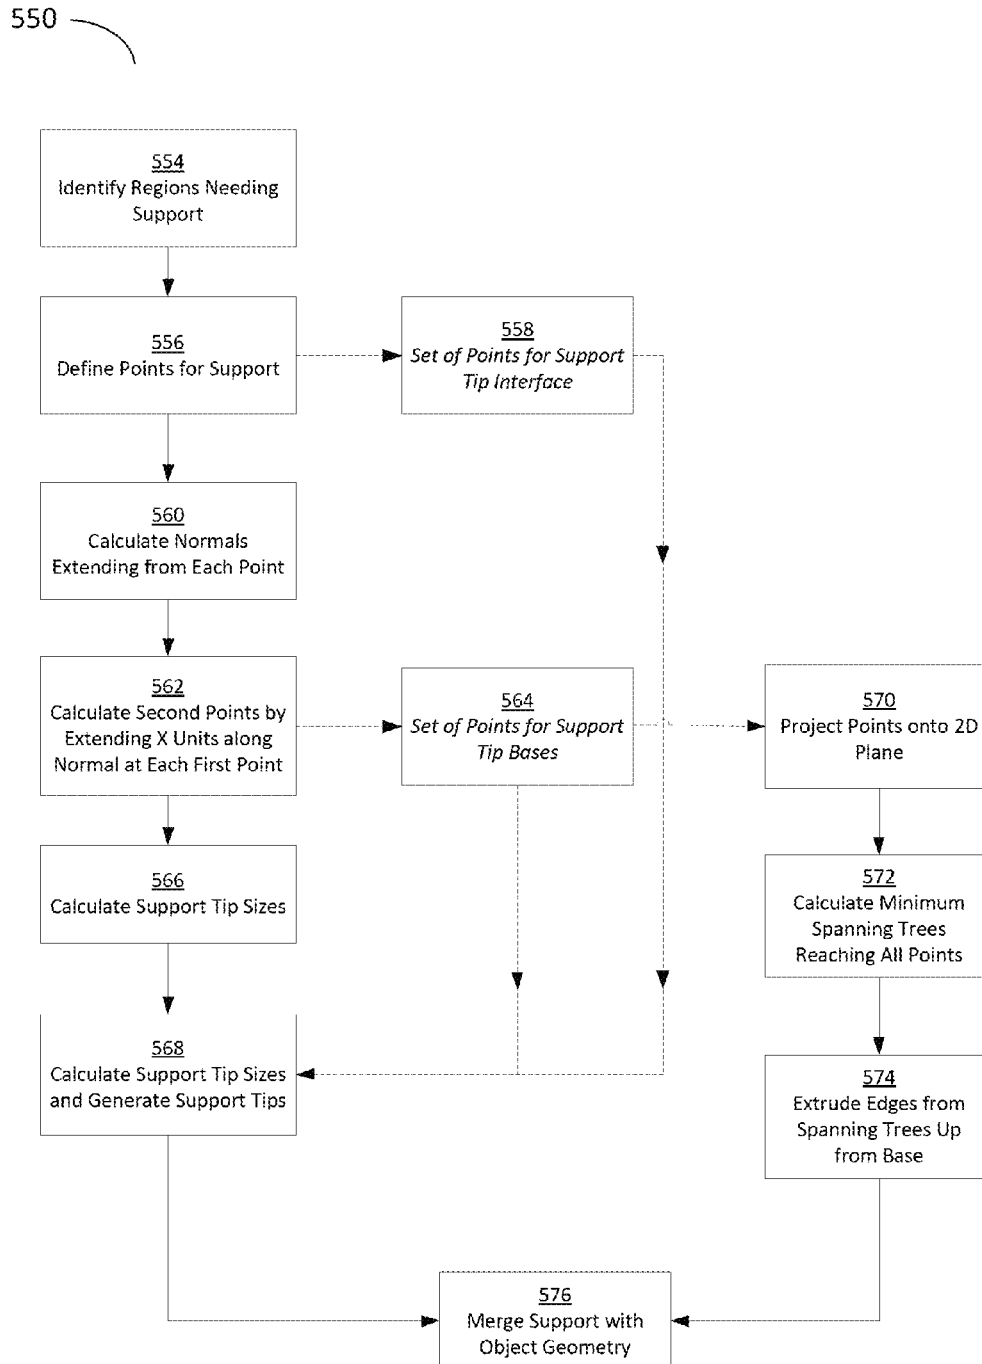 550
554
Identify Regions Needing
Support
556
Define Points for Support
558
Set of Points for Support
Tip Interface
560
Calculate Normals
Extending from Each Point
562
Calculate Second Points by
Extending X Units along
Normal at Each First Point
564
Set of Points for Support
Tip Bases
570
Project Points onto 2D
Plane
566
Calculate Support Tip Sizes
572
Calculate Minimum
Spanning Trees
Reaching All Points
568
Calculate Support Tip Sizes
and Generate Support Tips
574
Extrude Edges from
Spanning Trees Up
from Base
576
Merge Support with
Object Geometry